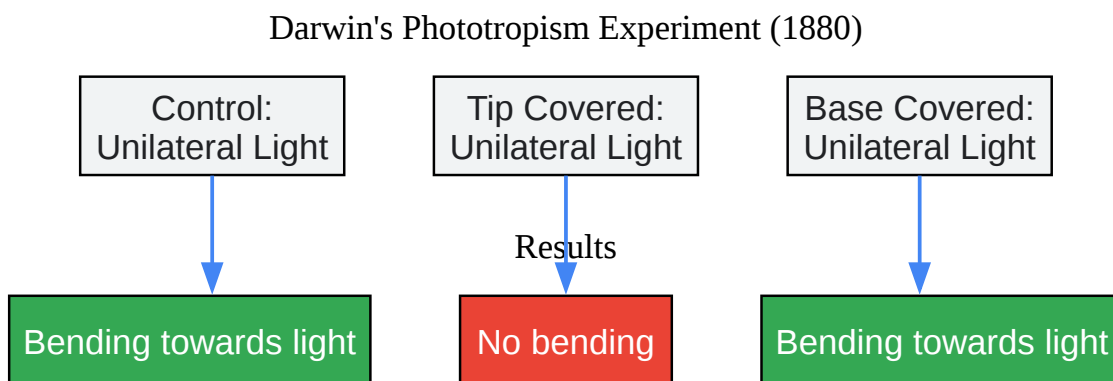 Darwin's Phototropism Experiment (1880)
Control:
Unilateral Light
Tip Covered:
Unilateral Light
Base Covered:
Unilateral Light
Results
Bending towards light
No bending
Bending towards light